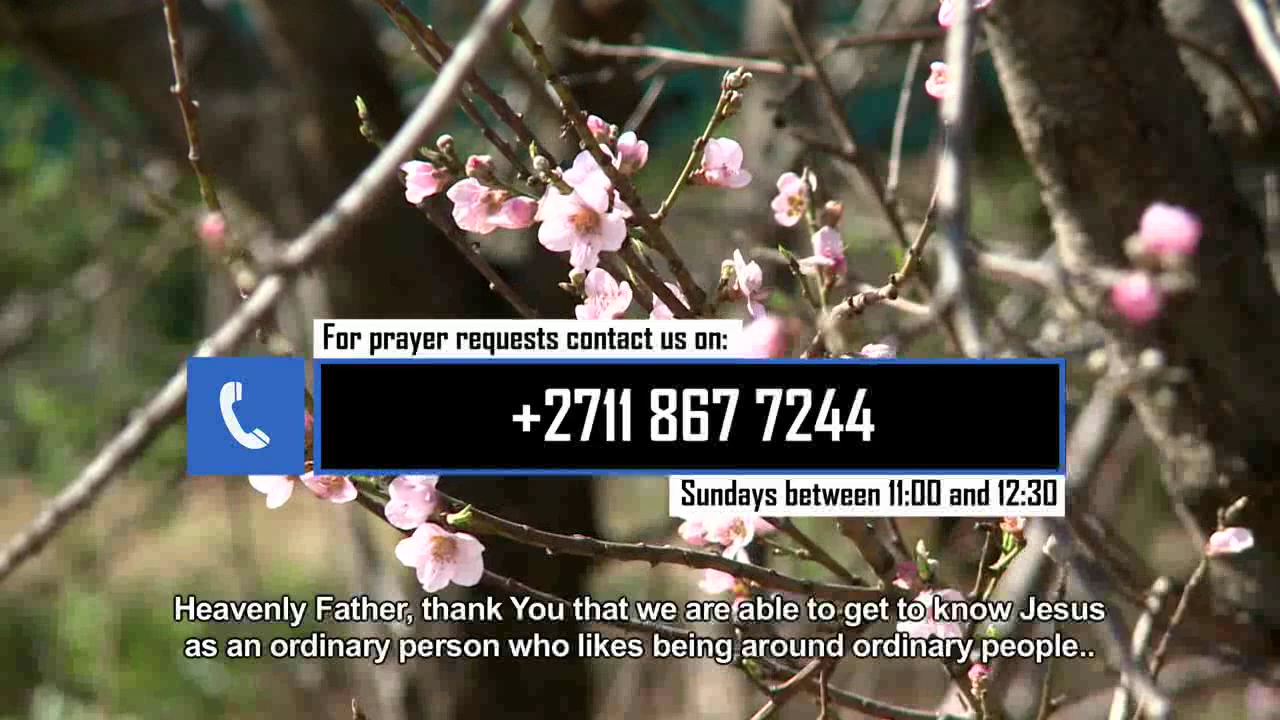 For prayer requests contact us on:
+2711 867 7244
Sundays between 11:00 and 12:30
Heavenly Father, thank You that we are able to get to know Jesus
as an ordinary person who likes being around ordinary people..